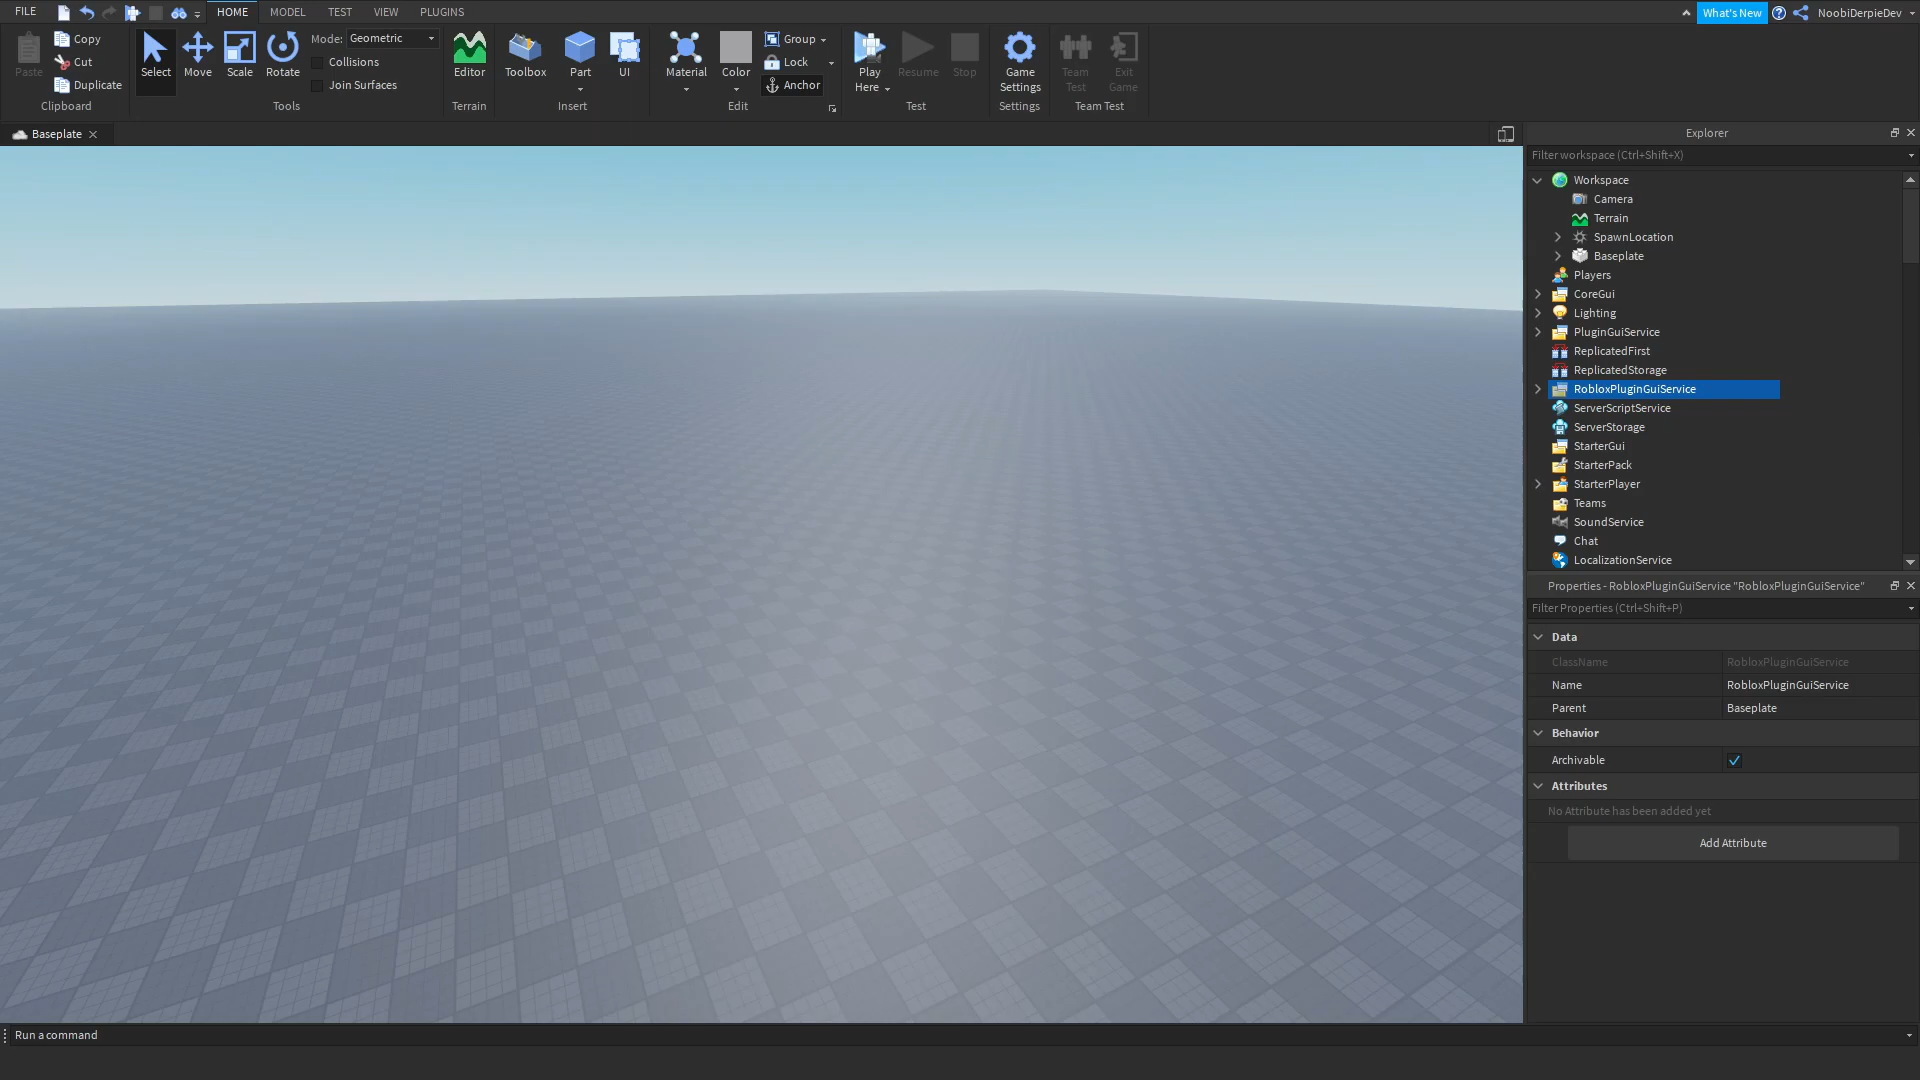 FILE
HOME
MODEL
TEST
VIEW
PLUGINS
What's New
NoobiDerpieDev
Paste
Copy
Cut
Duplicate
Clipboard
Select
Move
Scale
Rotate
Mode: Geometric
Collisions
Join Surfaces
Tools
Editor
Terrain
Toolbox
Part
UI
Insert
Material
Color
Group
Lock
Anchor
Edit
Play
Here
Resume
Stop
Test
Game
Settings
Settings
Team
Test
Exit
Game
Team Test
Baseplate
Explorer
Filter workspace (Ctrl+Shift+X)
Workspace
Camera
Terrain
SpawnLocation
Baseplate
Players
CoreGui
Lighting
PluginGuiService
ReplicatedFirst
ReplicatedStorage
RobloxPluginGuiService
ServerScriptService
ServerStorage
StarterGui
StarterPack
StarterPlayer
Teams
SoundService
Chat
LocalizationService
Properties - RobloxPluginGuiService "RobloxPluginGuiService"
Filter Properties (Ctrl+Shift+P)
Data
ClassName RobloxPluginGuiService
Name RobloxPluginGuiService
Parent Baseplate
Behavior
Archivable
Attributes
No Attribute has been added yet
Add Attribute
Run a command